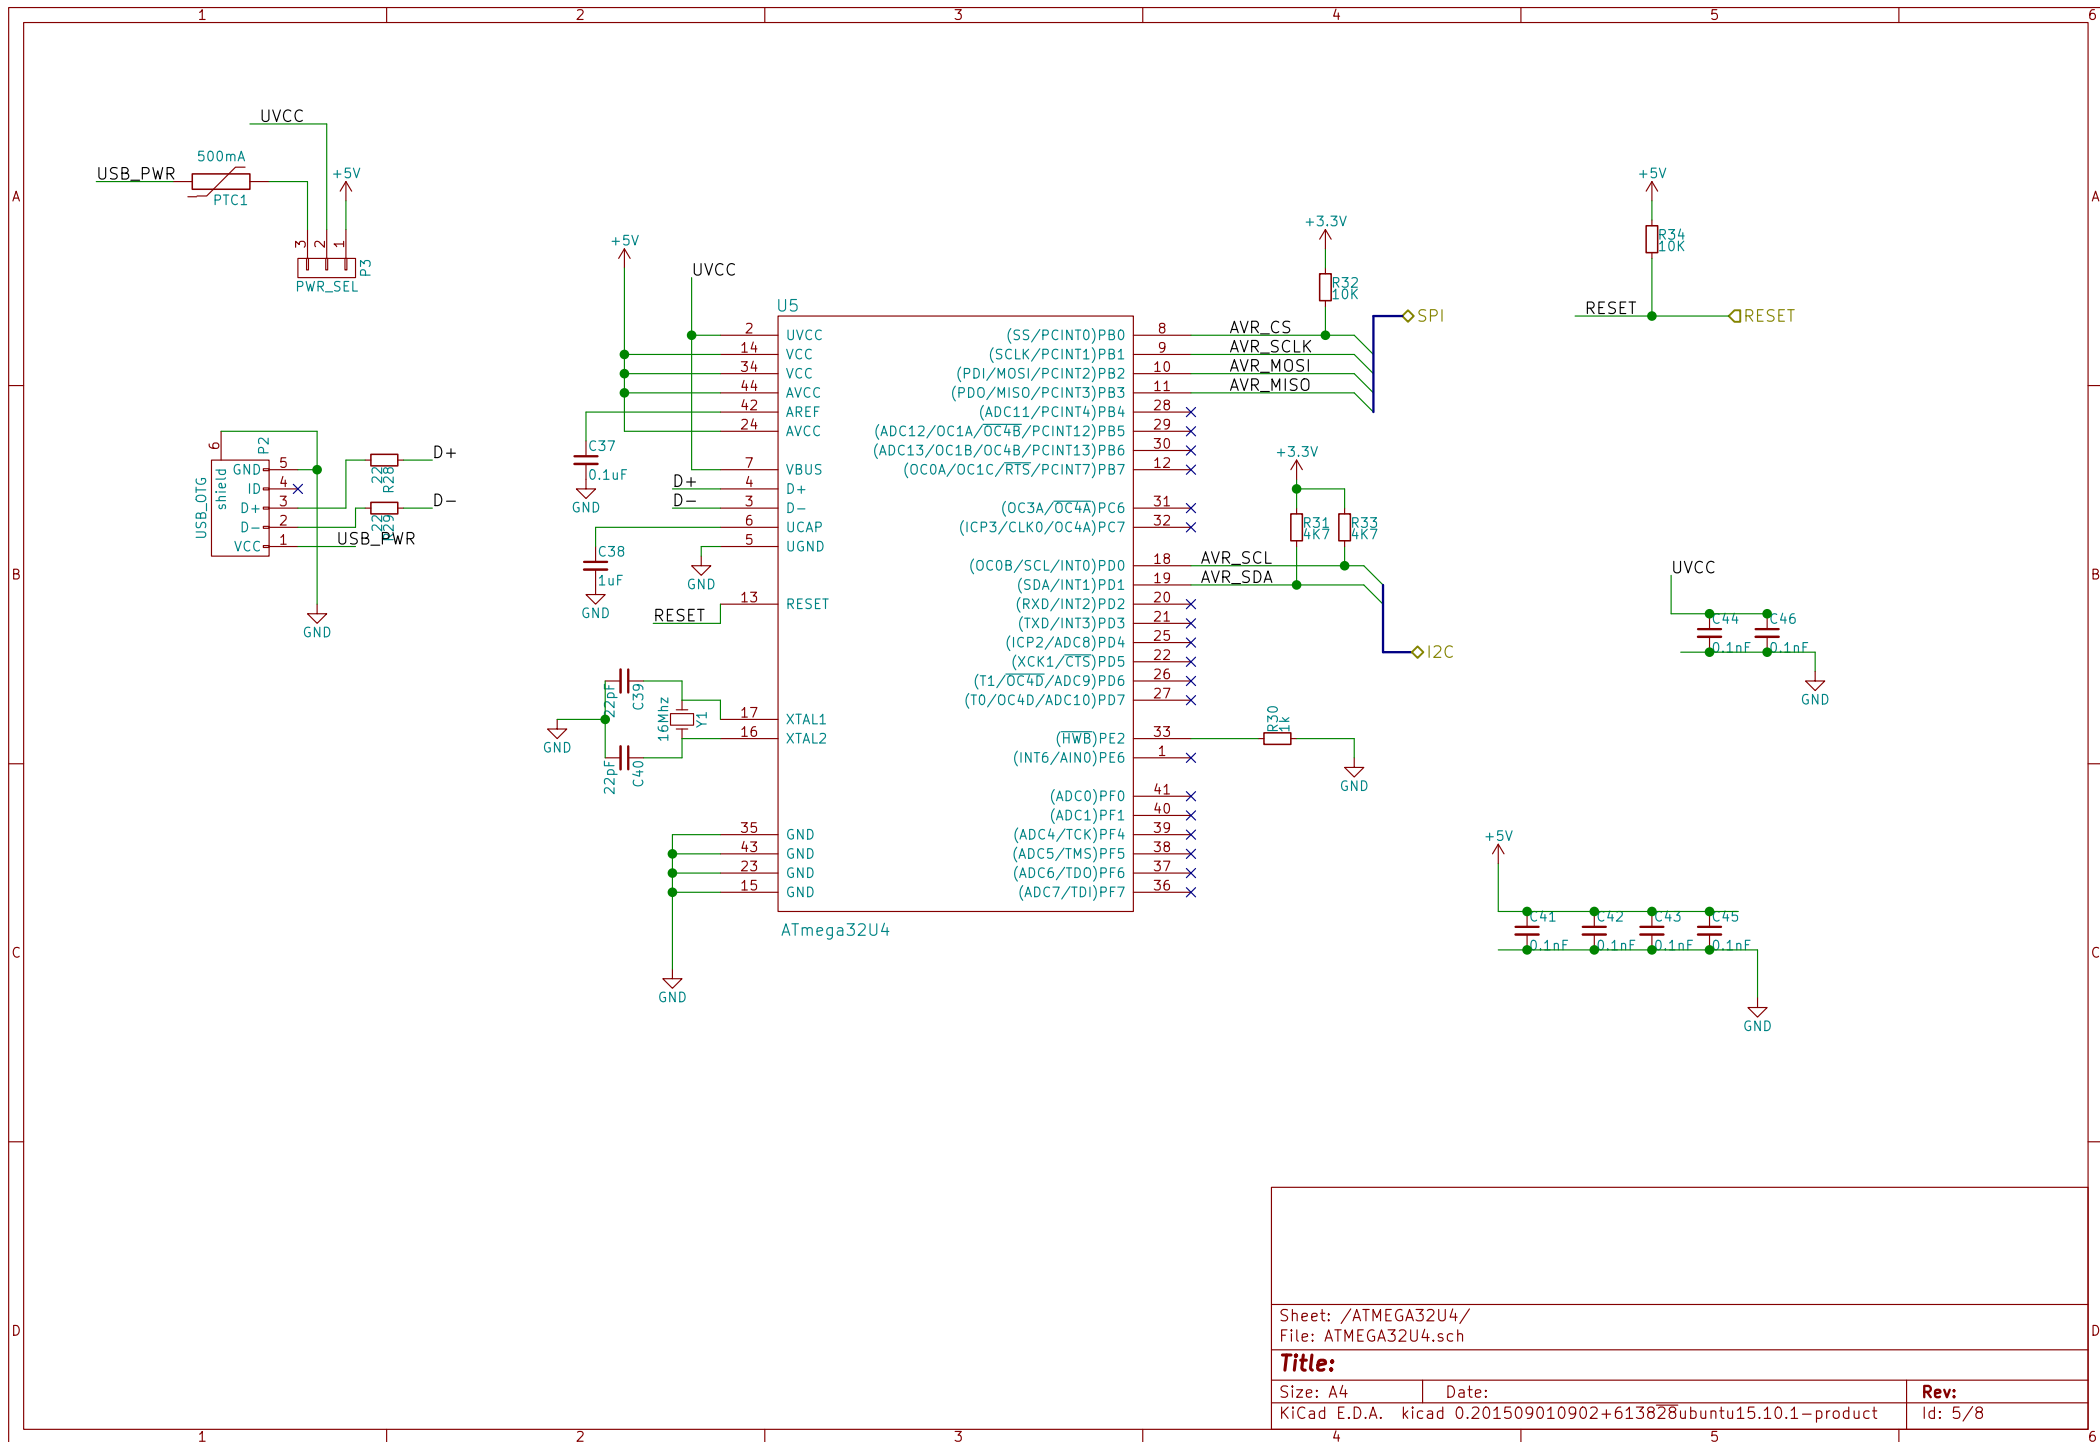 1 2 3 4 5 6
UVCC
500mA
USB_PWR
PTC1
+5V
3 2 1
P3
PWR_SEL
A A
+5V
UVCC
+3.3V
R32
10K
+5V
R34
10K
RESET
RESET
U5
2 UVCC
14 VCC
34 VCC
44 AVCC
42 AREF
24 AVCC
7 VBUS
D+ 4 D+
D- 3 D-
6 UCAP
5 UGND
13 RESET
17 XTAL1
16 XTAL2
35 GND
43 GND
23 GND
15 GND
(SS/PCINT0)PB0 8 AVR_CS
(SCLK/PCINT1)PB1 9 AVR_SCLK
(PDI/MOSI/PCINT2)PB2 10 AVR_MOSI
(PDO/MISO/PCINT3)PB3 11 AVR_MISO
(ADC11/PCINT4)PB4 28
(ADC12/OC1A/OC4B/PCINT12)PB5 29
(ADC13/OC1B/OC4B/PCINT13)PB6 30
(OC0A/OC1C/RTS/PCINT7)PB7 12
(OC3A/OC4A)PC6 31
(ICP3/CLK0/OC4A)PC7 32
(OC0B/SCL/INT0)PD0 18 AVR_SCL
(SDA/INT1)PD1 19 AVR_SDA
(RXD/INT2)PD2 20
(TXD/INT3)PD3 21
(ICP2/ADC8)PD4 25
(XCK1/CTS)PD5 22
(T1/OC4D/ADC9)PD6 26
(T0/OC4D/ADC10)PD7 27
(HWB)PE2 33
(INT6/AIN0)PE6 1
(ADC0)PF0 41
(ADC1)PF1 40
(ADC4/TCK)PF4 39
(ADC5/TMS)PF5 38
(ADC6/TDO)PF6 37
(ADC7/TDI)PF7 36
ATmega32U4
SPI
+3.3V
R31
4K7
R33
4K7
I2C
R30
1k
GND
C37
0.1uF
GND
C38
1uF
GND
GND
RESET
22pF
C39
16Mhz
Y1
22pF
C40
GND
GND
6
P2
USB_OTG
shield
GND 5
ID 4
D+ 3
D- 2
VCC 1
22
R28
D+
22
R29
D-
USB_PWR
GND
B B
UVCC
C44
0.1nF
C46
0.1nF
GND
+5V
C41
0.1nF
C42
0.1nF
C43
0.1nF
C45
0.1nF
GND
C C
D D
Sheet: /ATMEGA32U4/
File: ATMEGA32U4.sch
Title:
Size: A4 Date: Rev:
KiCad E.D.A. kicad 0.201509010902+613828ubuntu15.10.1-product Id: 5/8
1 2 3 4 5 6